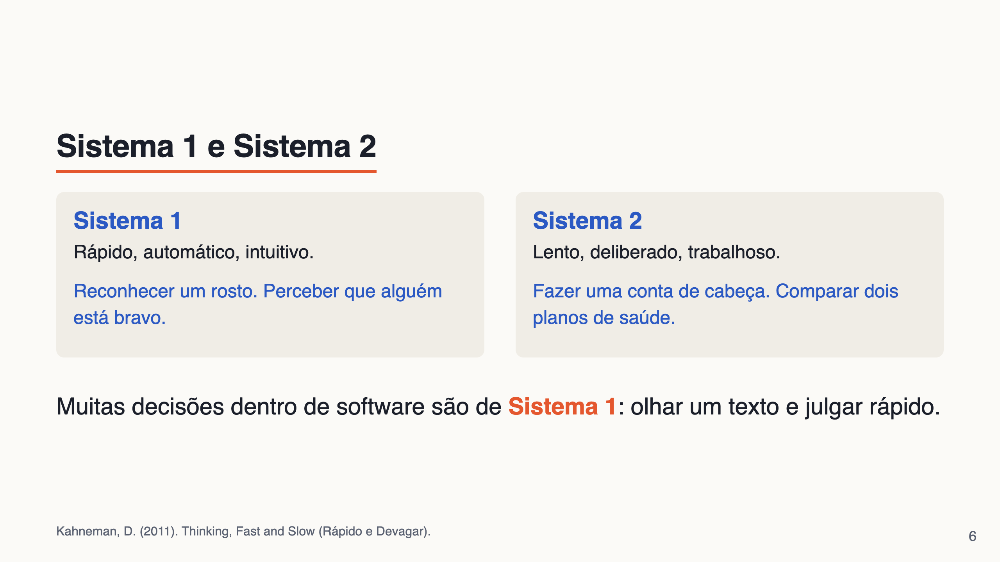 Sistema 1 e Sistema 2
Sistema 1
Rápido, automático, intuitivo.
Reconhecer um rosto. Perceber que alguém
está bravo.
Sistema 2
Lento, deliberado, trabalhoso.
Fazer uma conta de cabeça. Comparar dois
planos de saúde.
Muitas decisões dentro de software são de Sistema 1: olhar um texto e julgar rápido.
Kahneman, D. (2011). Thinking, Fast and Slow (Rápido e Devagar).
6